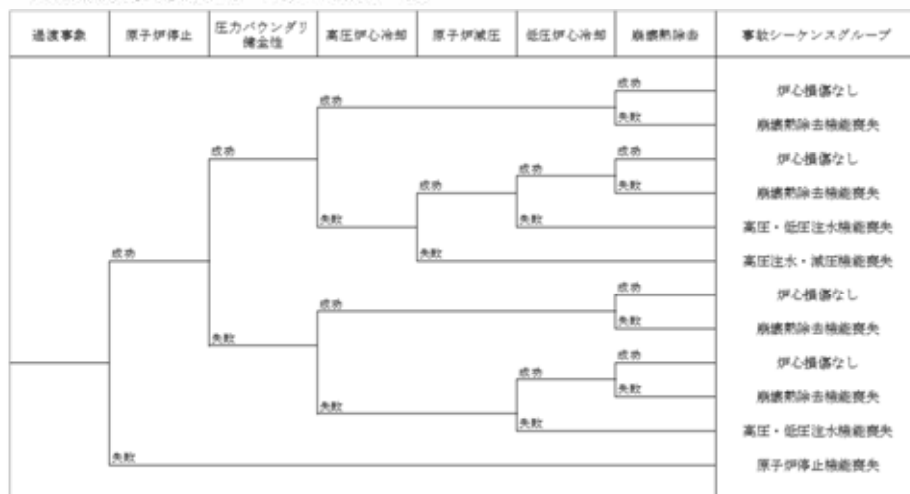 過渡事象 原子炉停止 圧力バウンダリ健全性 高圧炉心冷却 原子炉減圧 低圧炉心冷却 崩壊熱除去 事故シーケンスグループ
成功 炉心損傷なし
成功
失敗 崩壊熱除去機能喪失
成功 成功 炉心損傷なし
成功
成功
失敗 崩壊熱除去機能喪失
失敗 失敗 高圧・低圧注水機能喪失
成功 失敗 高圧注水・減圧機能喪失
成功 炉心損傷なし
成功
失敗 崩壊熱除去機能喪失
失敗
成功 炉心損傷なし
成功
失敗 崩壊熱除去機能喪失
失敗
失敗 高圧・低圧注水機能喪失
失敗 原子炉停止機能喪失